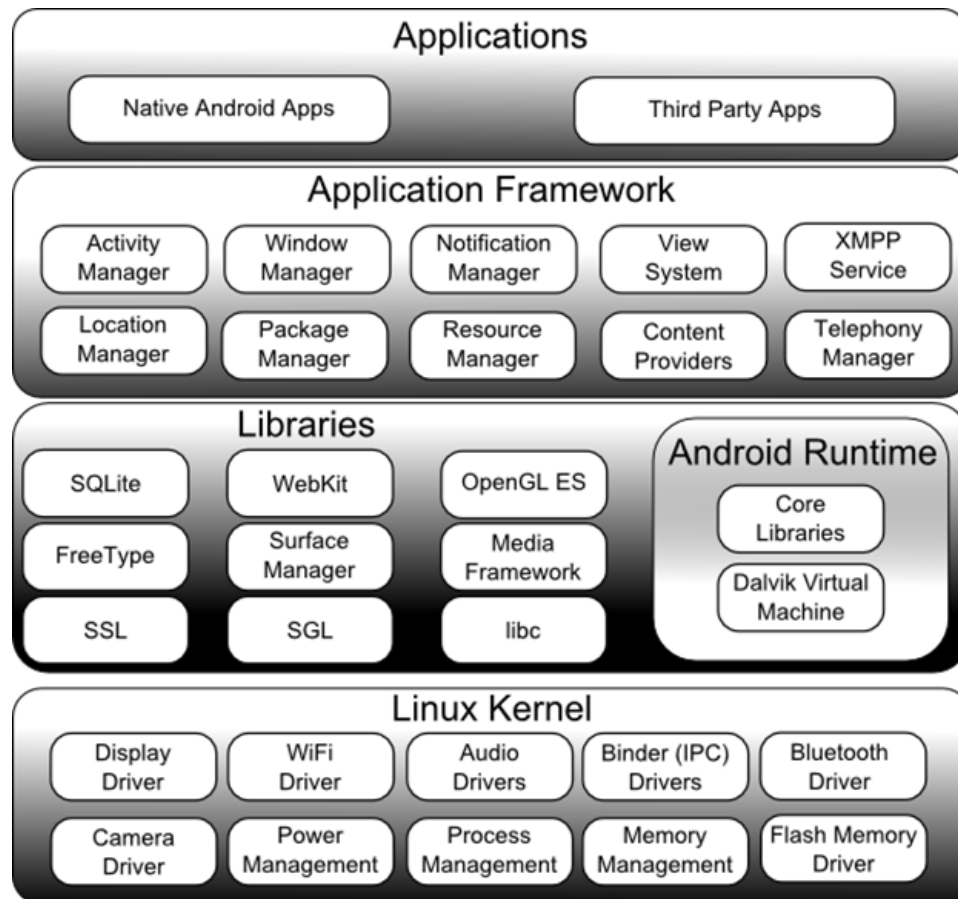 Applications
Native Android Apps
Third Party Apps
Application Framework
Activity
Manager
Window
Manager
Notification
Manager
View
System
XMPP
Service
Location
Manager
Package
Manager
Resource
Manager
Content
Providers
Telephony
Manager
Libraries
SQLite
WebKit
OpenGL ES
FreeType
Surface
Manager
Media
Framework
SSL
SGL
libc
Android Runtime
Core
Libraries
Dalvik Virtual
Machine
Linux Kernel
Display
Driver
WiFi
Driver
Audio
Drivers
Binder (IPC)
Drivers
Bluetooth
Driver
Camera
Driver
Power
Management
Process
Management
Memory
Management
Flash Memory
Driver